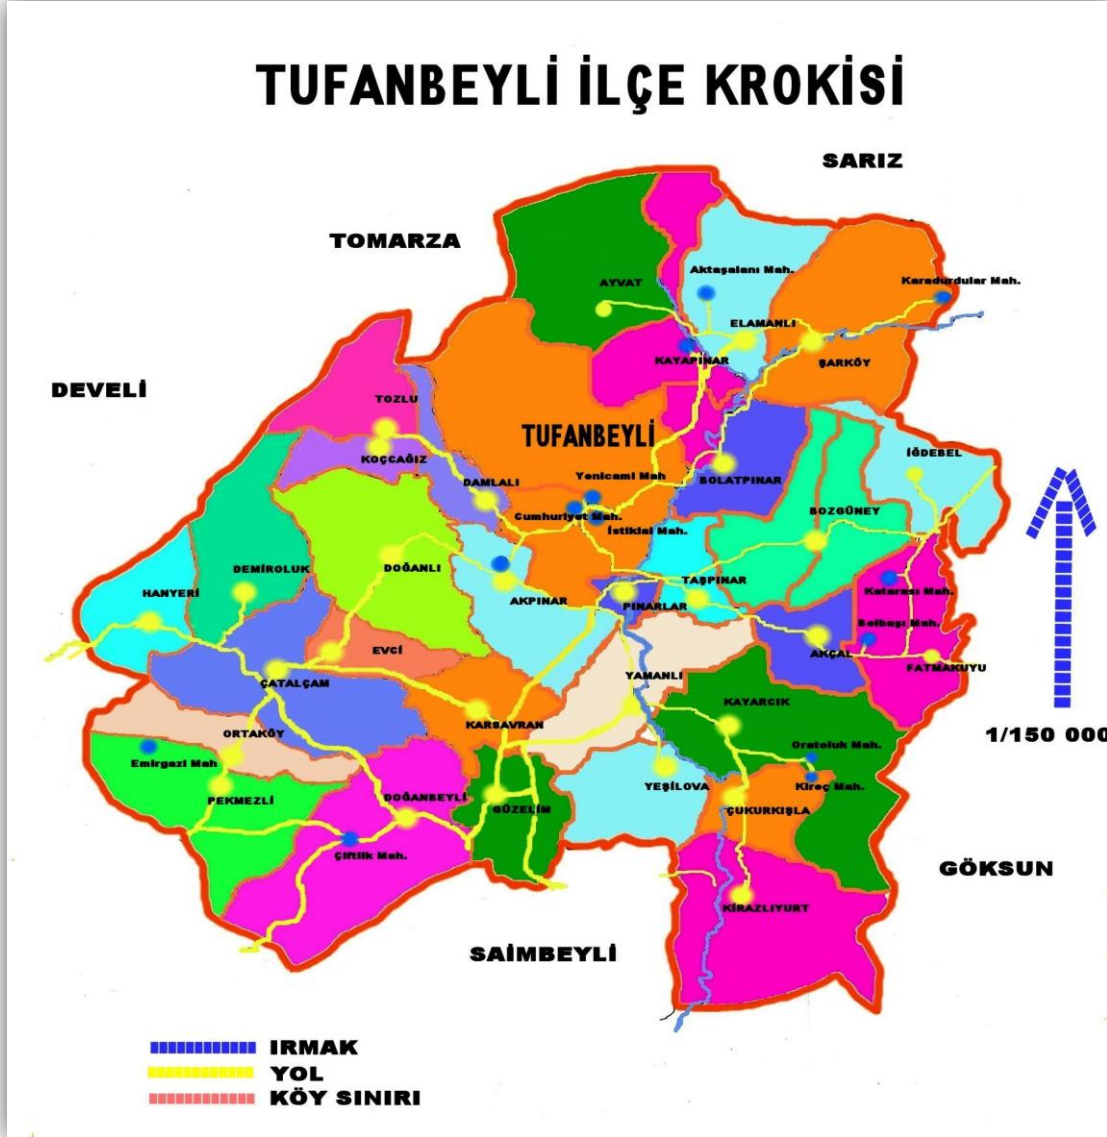 TUFANBEYLİ İLÇE KROKİSİ
SARIZ
TOMARZA
Aktaşalanı Mah.
AYVAT
Karadurdular Mah.
ELAMANLI
KAYAPINAR
ŞARKÖY
DEVELİ
TOZLU
TUFANBEYLİ
KOÇCAĞIZ
İĞDEBEL
Yenicami Mah
BOLATPINAR
DAMLALI
BOZGÜNEY
Cumhuriyet Mah.
İstiklal Mah.
DEMİROLUK
DOĞANLI
TAŞPINAR
HANYERİ
AKPINAR
PINARLAR
Katarası Mah.
Bolbaşı Mah.
EVCİ
AKÇAL
FATMAKUYU
ÇATALÇAM
YAMANLI
KAYARCIK
KARSAVRAN
ORTAKÖY
1/150 000
Oratoluk Mah.
Emirgazi Mah
YEŞİLOVA
Kireç Mah.
PEKMEZLİ
DOĞANBEYLİ
GÜZELİM
ÇUKURKIŞLA
Çiftlik Mah.
GÖKSUN
KİRAZLIYURT
SAİMBEYLİ
IRMAK
YOL
KÖY SINIRI